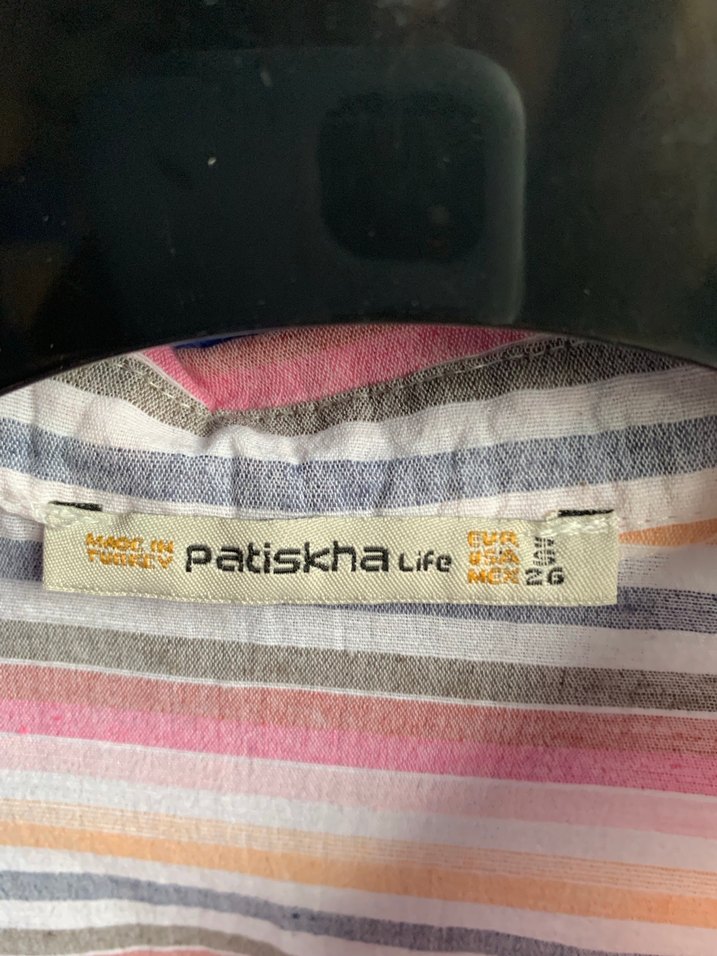 MADE IN
TURKEY
Patiskha Life
EUR S
USA S
MEX 26